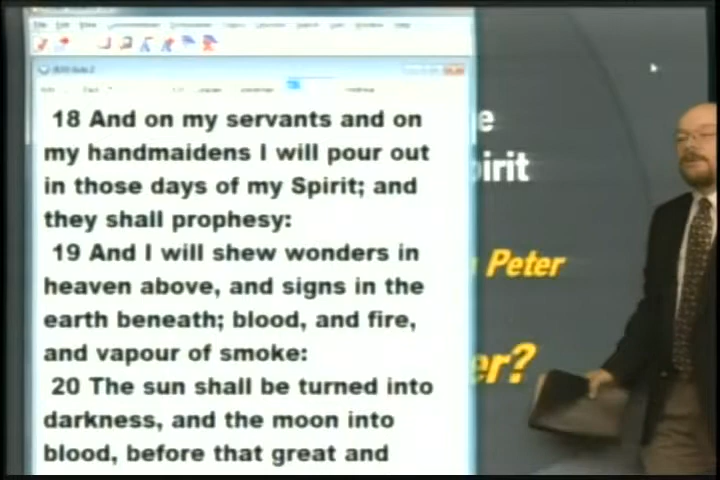 18 And on my servants and on
my handmaidens I will pour out
in those days of my Spirit; and
they shall prophesy:
19 And I will shew wonders in
heaven above, and signs in the
earth beneath; blood, and fire,
and vapour of smoke:
20 The sun shall be turned into
darkness, and the moon into
blood, before that great and
Peter